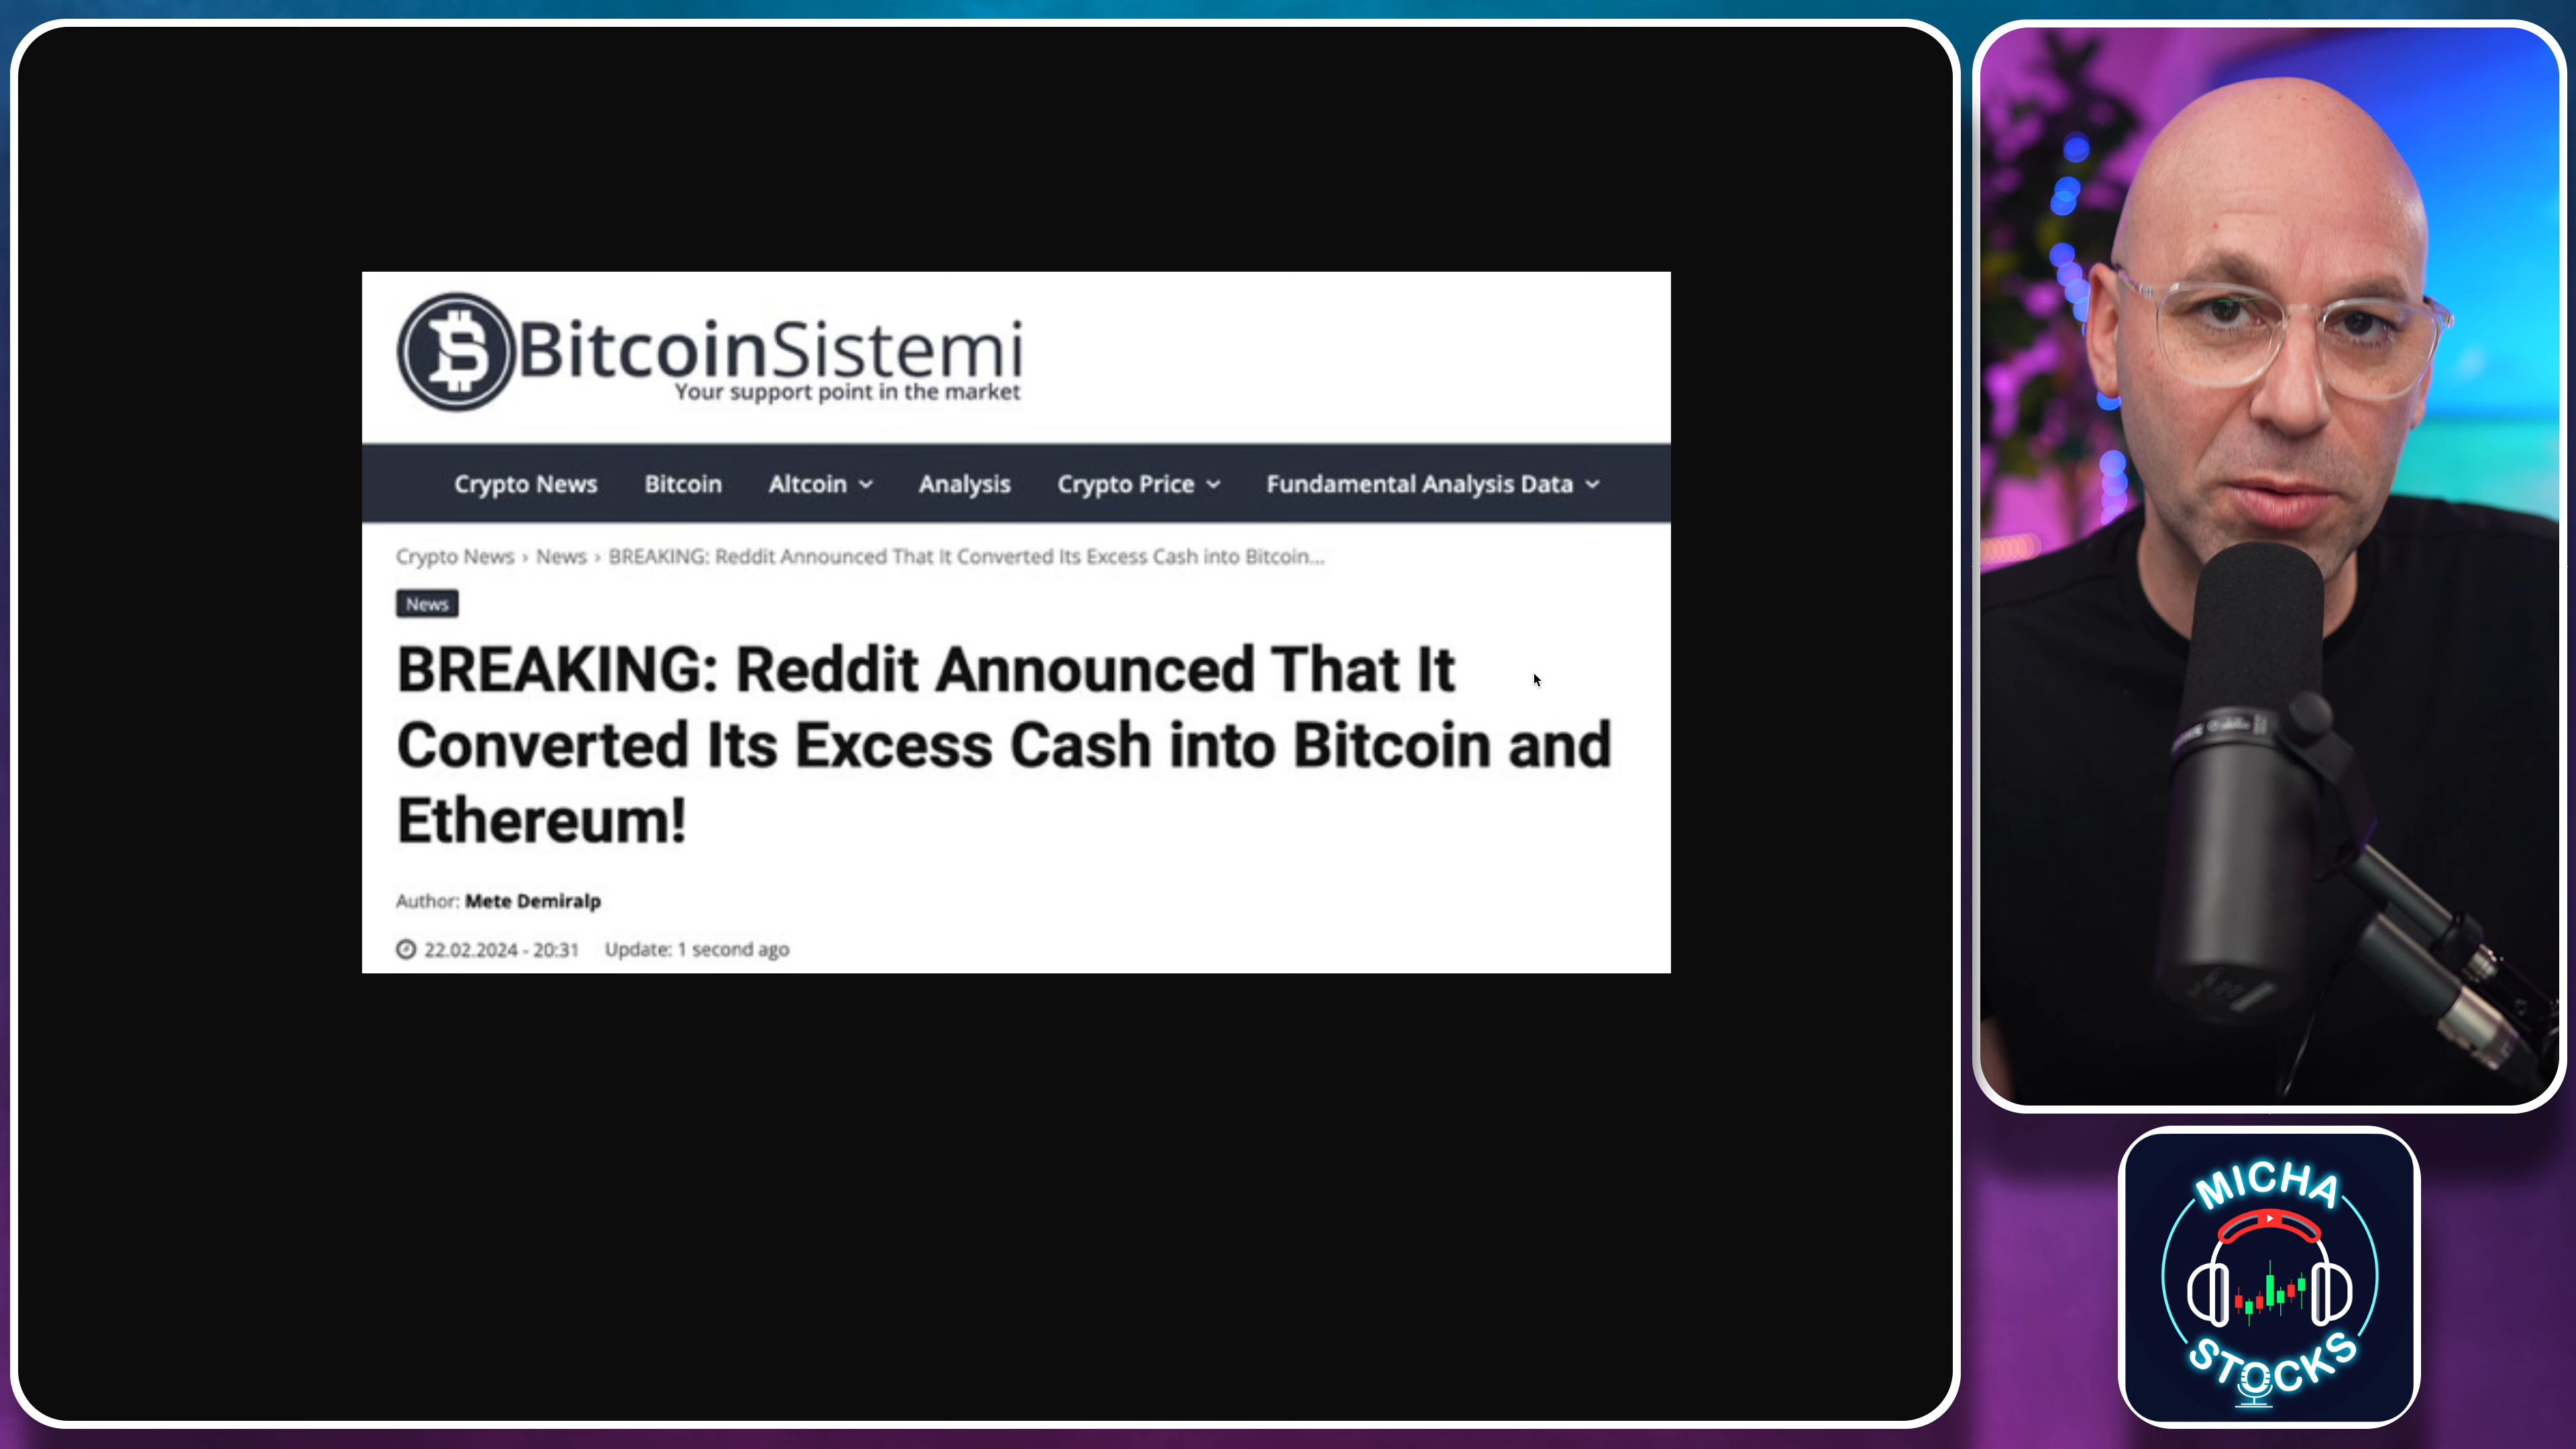 BitcoinSistemi
Your support point in the market
Crypto News Bitcoin Altcoin Analysis Crypto Price Fundamental Analysis Data
Crypto News › News › BREAKING: Reddit Announced That It Converted Its Excess Cash into Bitcoin...
News
BREAKING: Reddit Announced That It
Converted Its Excess Cash into Bitcoin and
Ethereum!
Author: Mete Demiralp
22.02.2024 - 20:31 Update: 1 second ago
MICHA
STOCKS